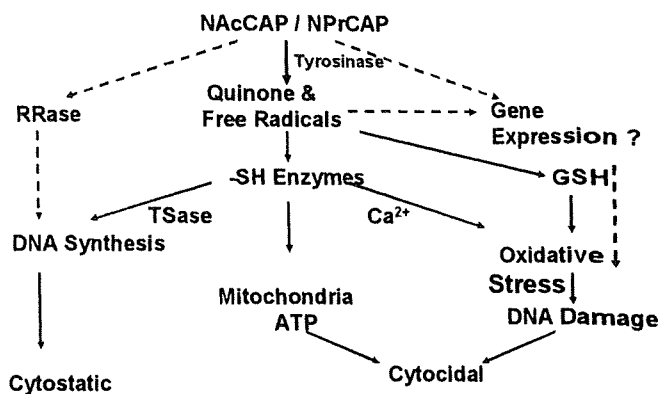 NAcCAP / NPrCAP
Tyrosinase
RRase
Quinone &
Free Radicals
Gene
Expression ?
-SH Enzymes
GSH
TSase
Ca²⁺
DNA Synthesis
Oxidative
Stress
Mitochondria
ATP
DNA Damage
Cytostatic
Cytocidal